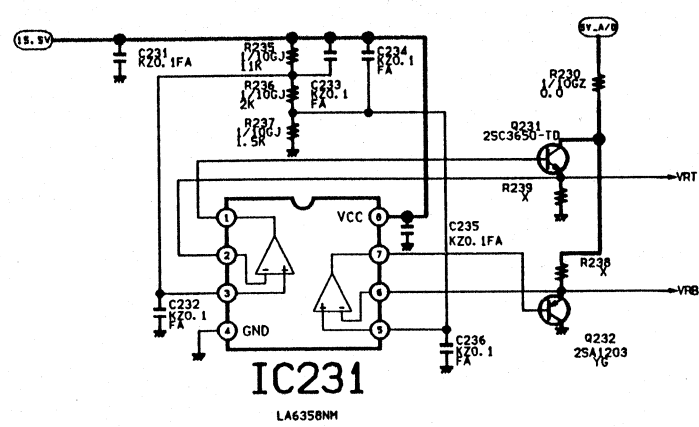 15.5V
5V_A/D
C231
KZ0.1FA
R235
1/10GJ
11K
C234
KZ0.1
FA
R236
1/10GJ
2K
C233
KZ0.1
FA
R230
1/10GZ
0.0
R237
1/10GJ
1.5K
Q231
2SC3650-TD
VRT
R239
X
1
VCC
8
C235
KZ0.1FA
2
7
R238
X
3
6
VRB
C232
KZ0.1
FA
4
GND
5
C236
KZ0.1
FA
Q232
2SA1203
YG
IC231
LA6358NM